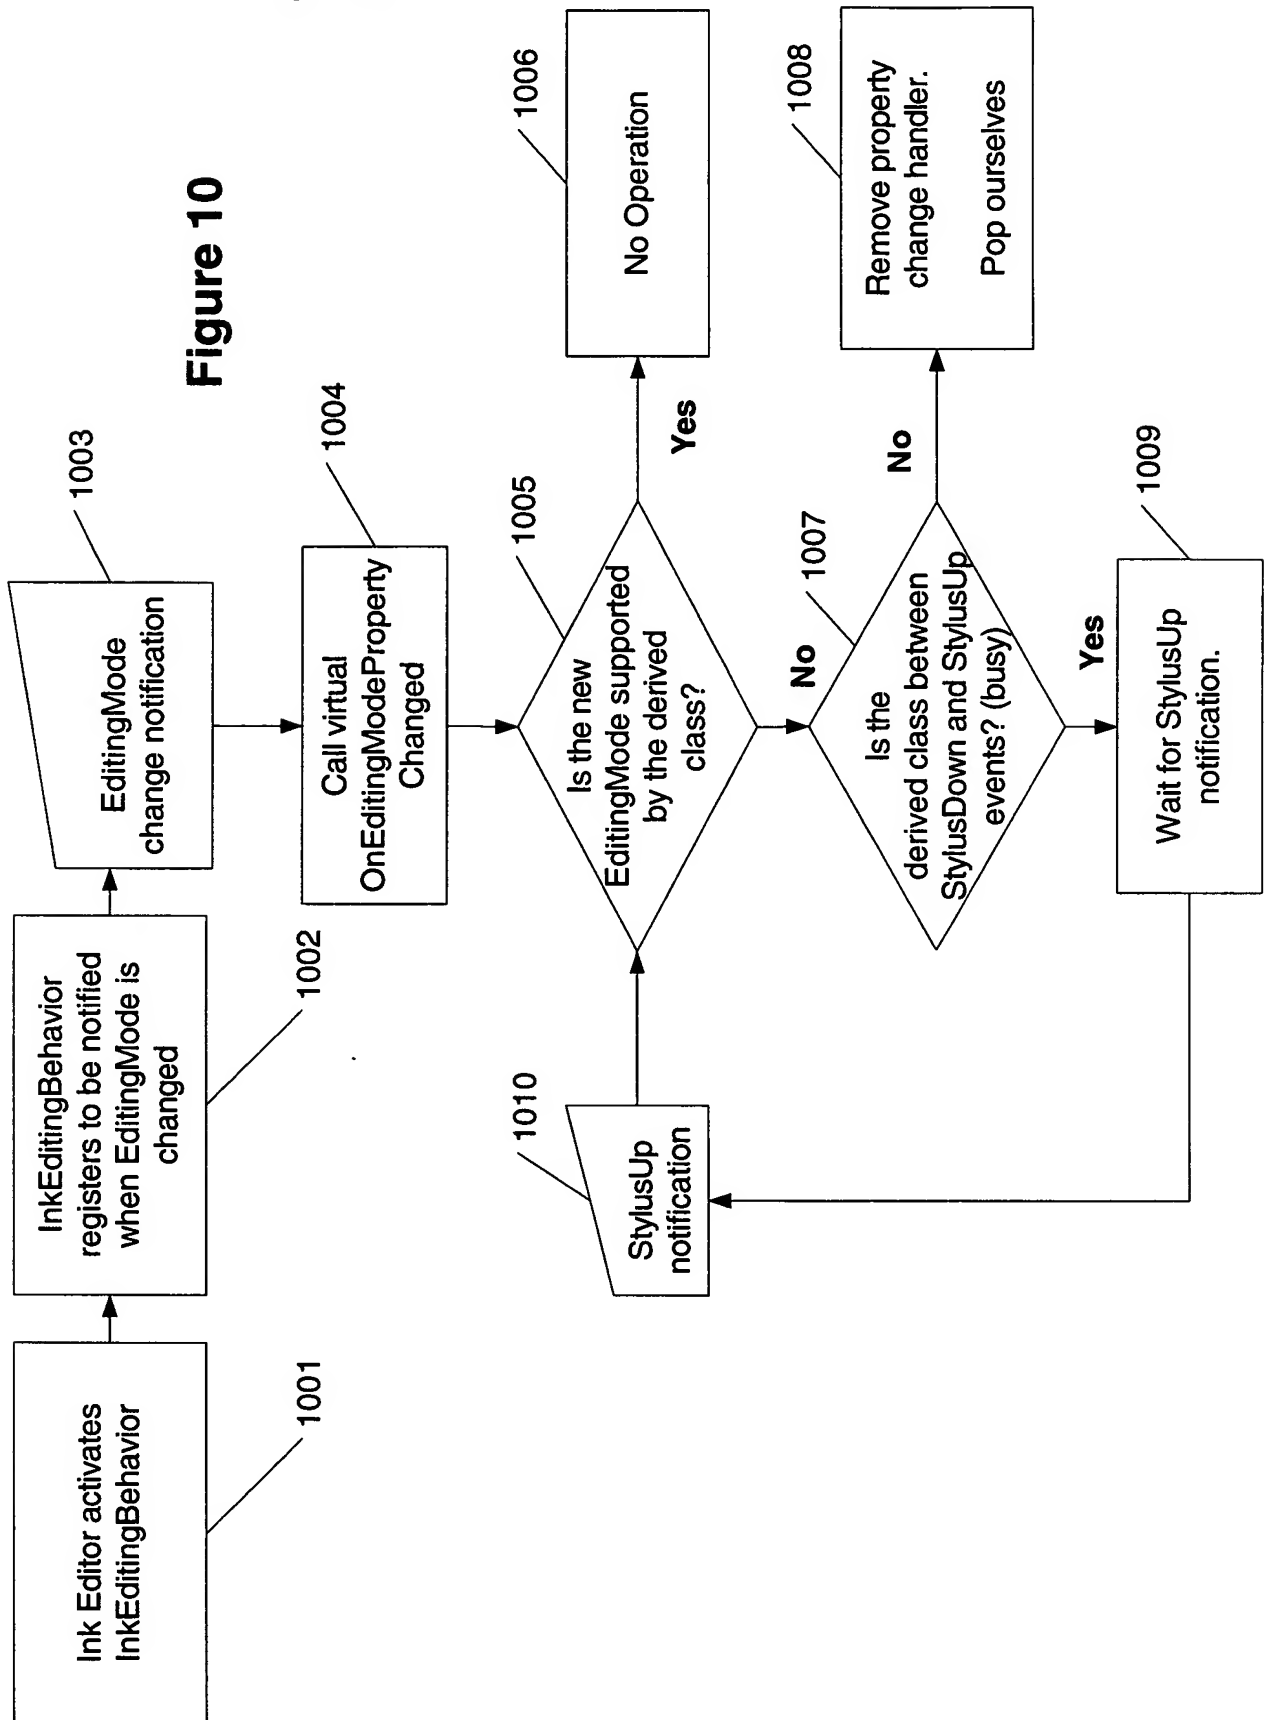 Figure 10
Ink Editor activates
InkEditingBehavior
1001
InkEditingBehavior
registers to be notified
when EditingMode is
changed
1002
EditingMode
change notification
1003
Call virtual
OnEditingModeProperty
Changed
1004
Is the new
EditingMode supported
by the derived
class?
1005
Yes
No Operation
1006
No
Is the
derived class between
StylusDown and StylusUp
events? (busy)
1007
No
Remove property
change handler.
Pop ourselves
1008
Yes
Wait for StylusUp
notification.
1009
StylusUp
notification
1010